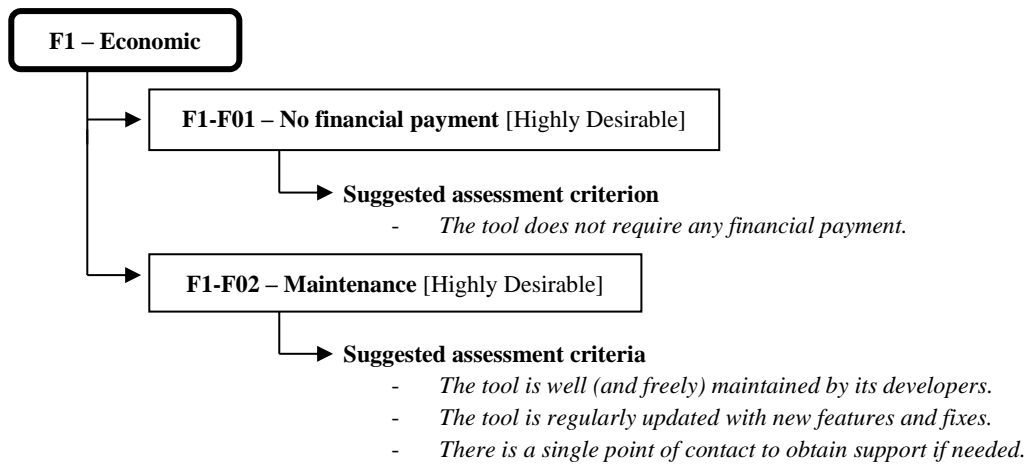 F1 – Economic
F1-F01 – No financial payment [Highly Desirable]
Suggested assessment criterion
- The tool does not require any financial payment.
F1-F02 – Maintenance [Highly Desirable]
Suggested assessment criteria
- The tool is well (and freely) maintained by its developers.
- The tool is regularly updated with new features and fixes.
- There is a single point of contact to obtain support if needed.